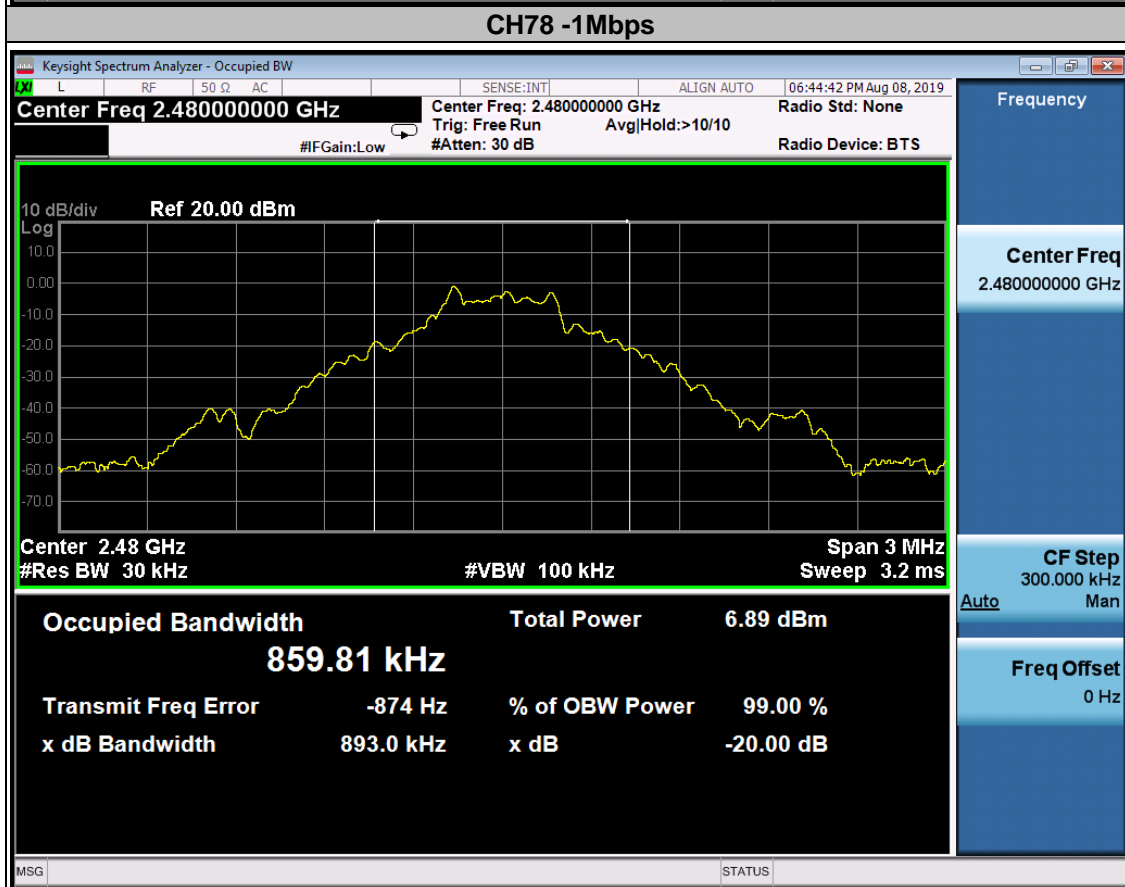 CH78 -1Mbps
Keysight Spectrum Analyzer - Occupied BW
LXI L RF 50 Ω AC SENSE:INT ALIGN AUTO 06:44:42 PM Aug 08, 2019
Center Freq 2.480000000 GHz
Center Freq: 2.480000000 GHz Radio Std: None
Trig: Free Run Avg|Hold:>10/10
#IFGain:Low #Atten: 30 dB Radio Device: BTS
10 dB/div Ref 20.00 dBm
Log
10.0
0.00
-10.0
-20.0
-30.0
-40.0
-50.0
-60.0
-70.0
Center 2.48 GHz Span 3 MHz
#Res BW 30 kHz #VBW 100 kHz Sweep 3.2 ms
Occupied Bandwidth Total Power 6.89 dBm
859.81 kHz
Transmit Freq Error -874 Hz % of OBW Power 99.00 %
x dB Bandwidth 893.0 kHz x dB -20.00 dB
MSG STATUS
Frequency
Center Freq
2.480000000 GHz
CF Step
300.000 kHz
Auto Man
Freq Offset
0 Hz